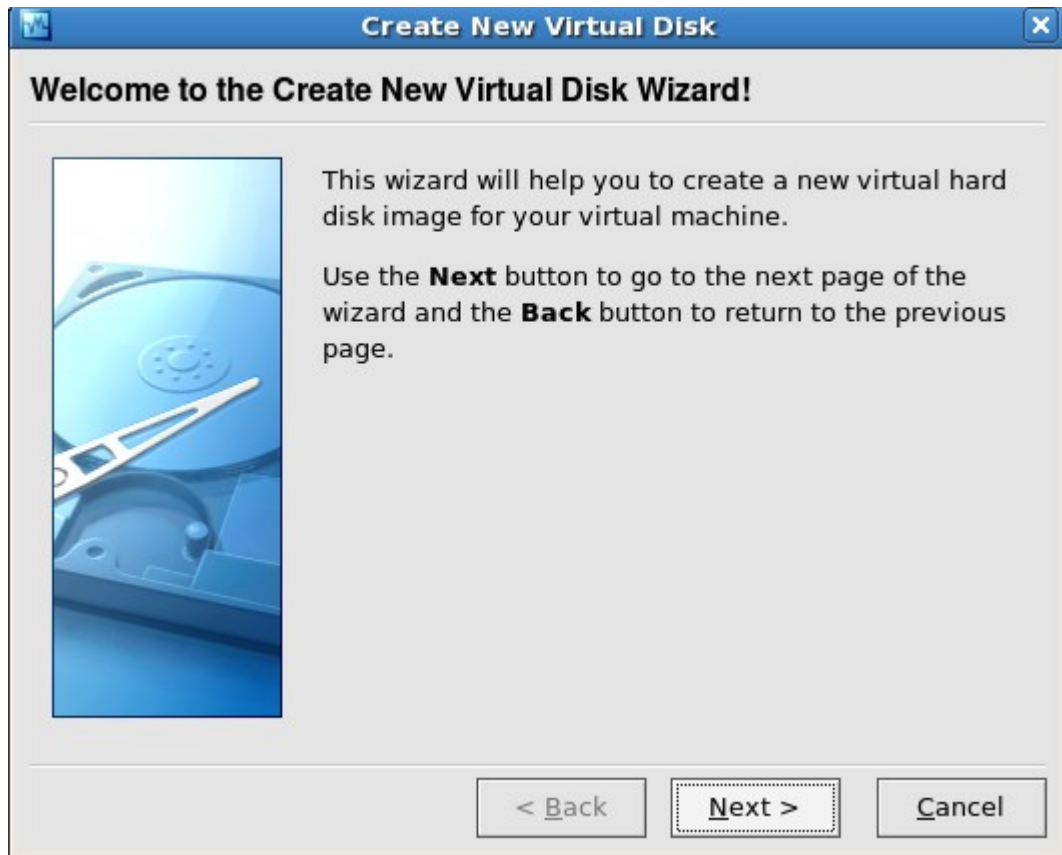 Create New Virtual Disk
Welcome to the Create New Virtual Disk Wizard!
This wizard will help you to create a new virtual hard
disk image for your virtual machine.
Use the Next button to go to the next page of the
wizard and the Back button to return to the previous
page.
< Back Next > Cancel